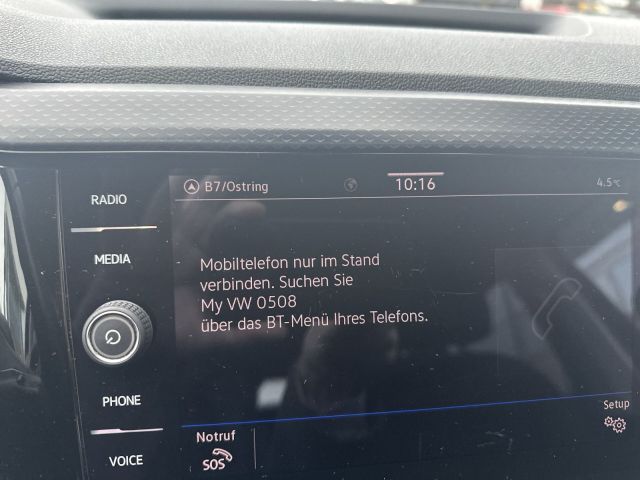 RADIO
MEDIA
PHONE
VOICE
B7/Ostring
10:16
4.5°C
Mobiltelefon nur im Stand
verbinden. Suchen Sie
My VW 0508
über das BT-Menü Ihres Telefons.
Notruf
SOS
Setup